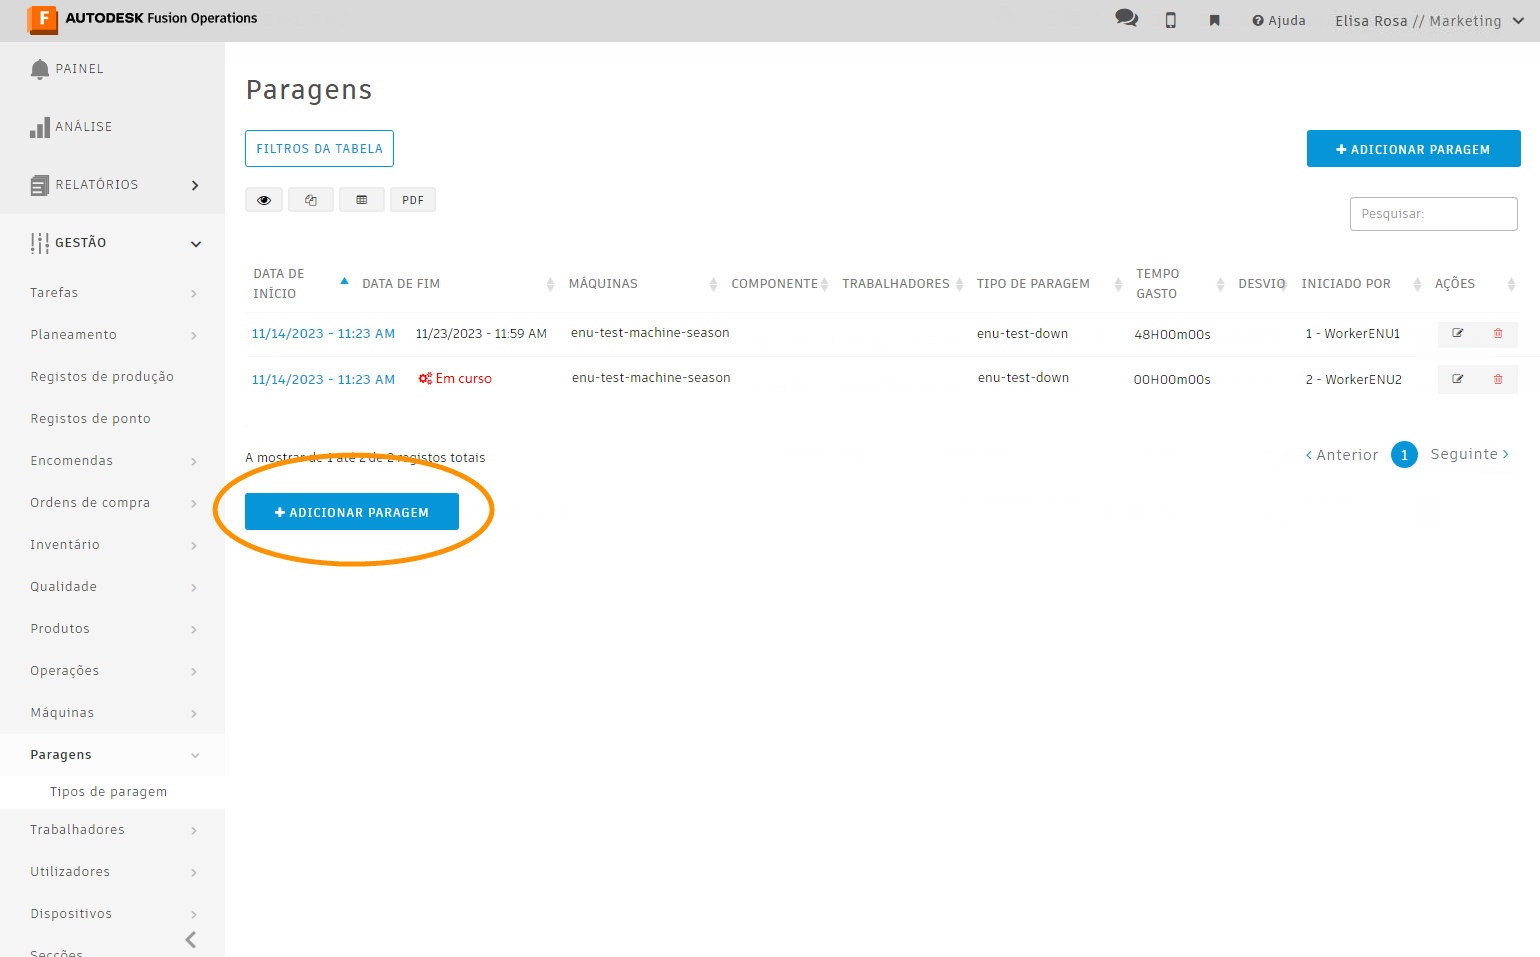 F AUTODESK Fusion Operations
Ajuda
Elisa Rosa // Marketing
PAINEL
ANÁLISE
RELATÓRIOS
GESTÃO
Tarefas
Planeamento
Registos de produção
Registos de ponto
Encomendas
Ordens de compra
Inventário
Qualidade
Produtos
Operações
Máquinas
Paragens
Tipos de paragem
Trabalhadores
Utilizadores
Dispositivos
Secções
Paragens
FILTROS DA TABELA
+ ADICIONAR PARAGEM
PDF
Pesquisar:
DATA DE INÍCIO DATA DE FIM MÁQUINAS COMPONENTE TRABALHADORES TIPO DE PARAGEM TEMPO GASTO DESVIO INICIADO POR AÇÕES
11/14/2023 - 11:23 AM 11/23/2023 - 11:59 AM enu-test-machine-season enu-test-down 48H00m00s 1 - WorkerENU1
11/14/2023 - 11:23 AM Em curso enu-test-machine-season enu-test-down 00H00m00s 2 - WorkerENU2
A mostrar de 1 até 2 de 2 registos totais
< Anterior 1 Seguinte >
+ ADICIONAR PARAGEM